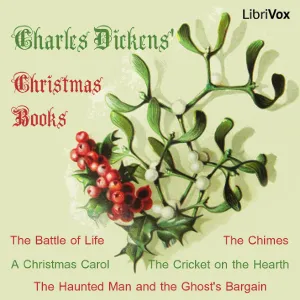 LibriVox
Charles Dickens'
Christmas
Books
The Battle of Life
The Chimes
A Christmas Carol
The Cricket on the Hearth
The Haunted Man and the Ghost's Bargain